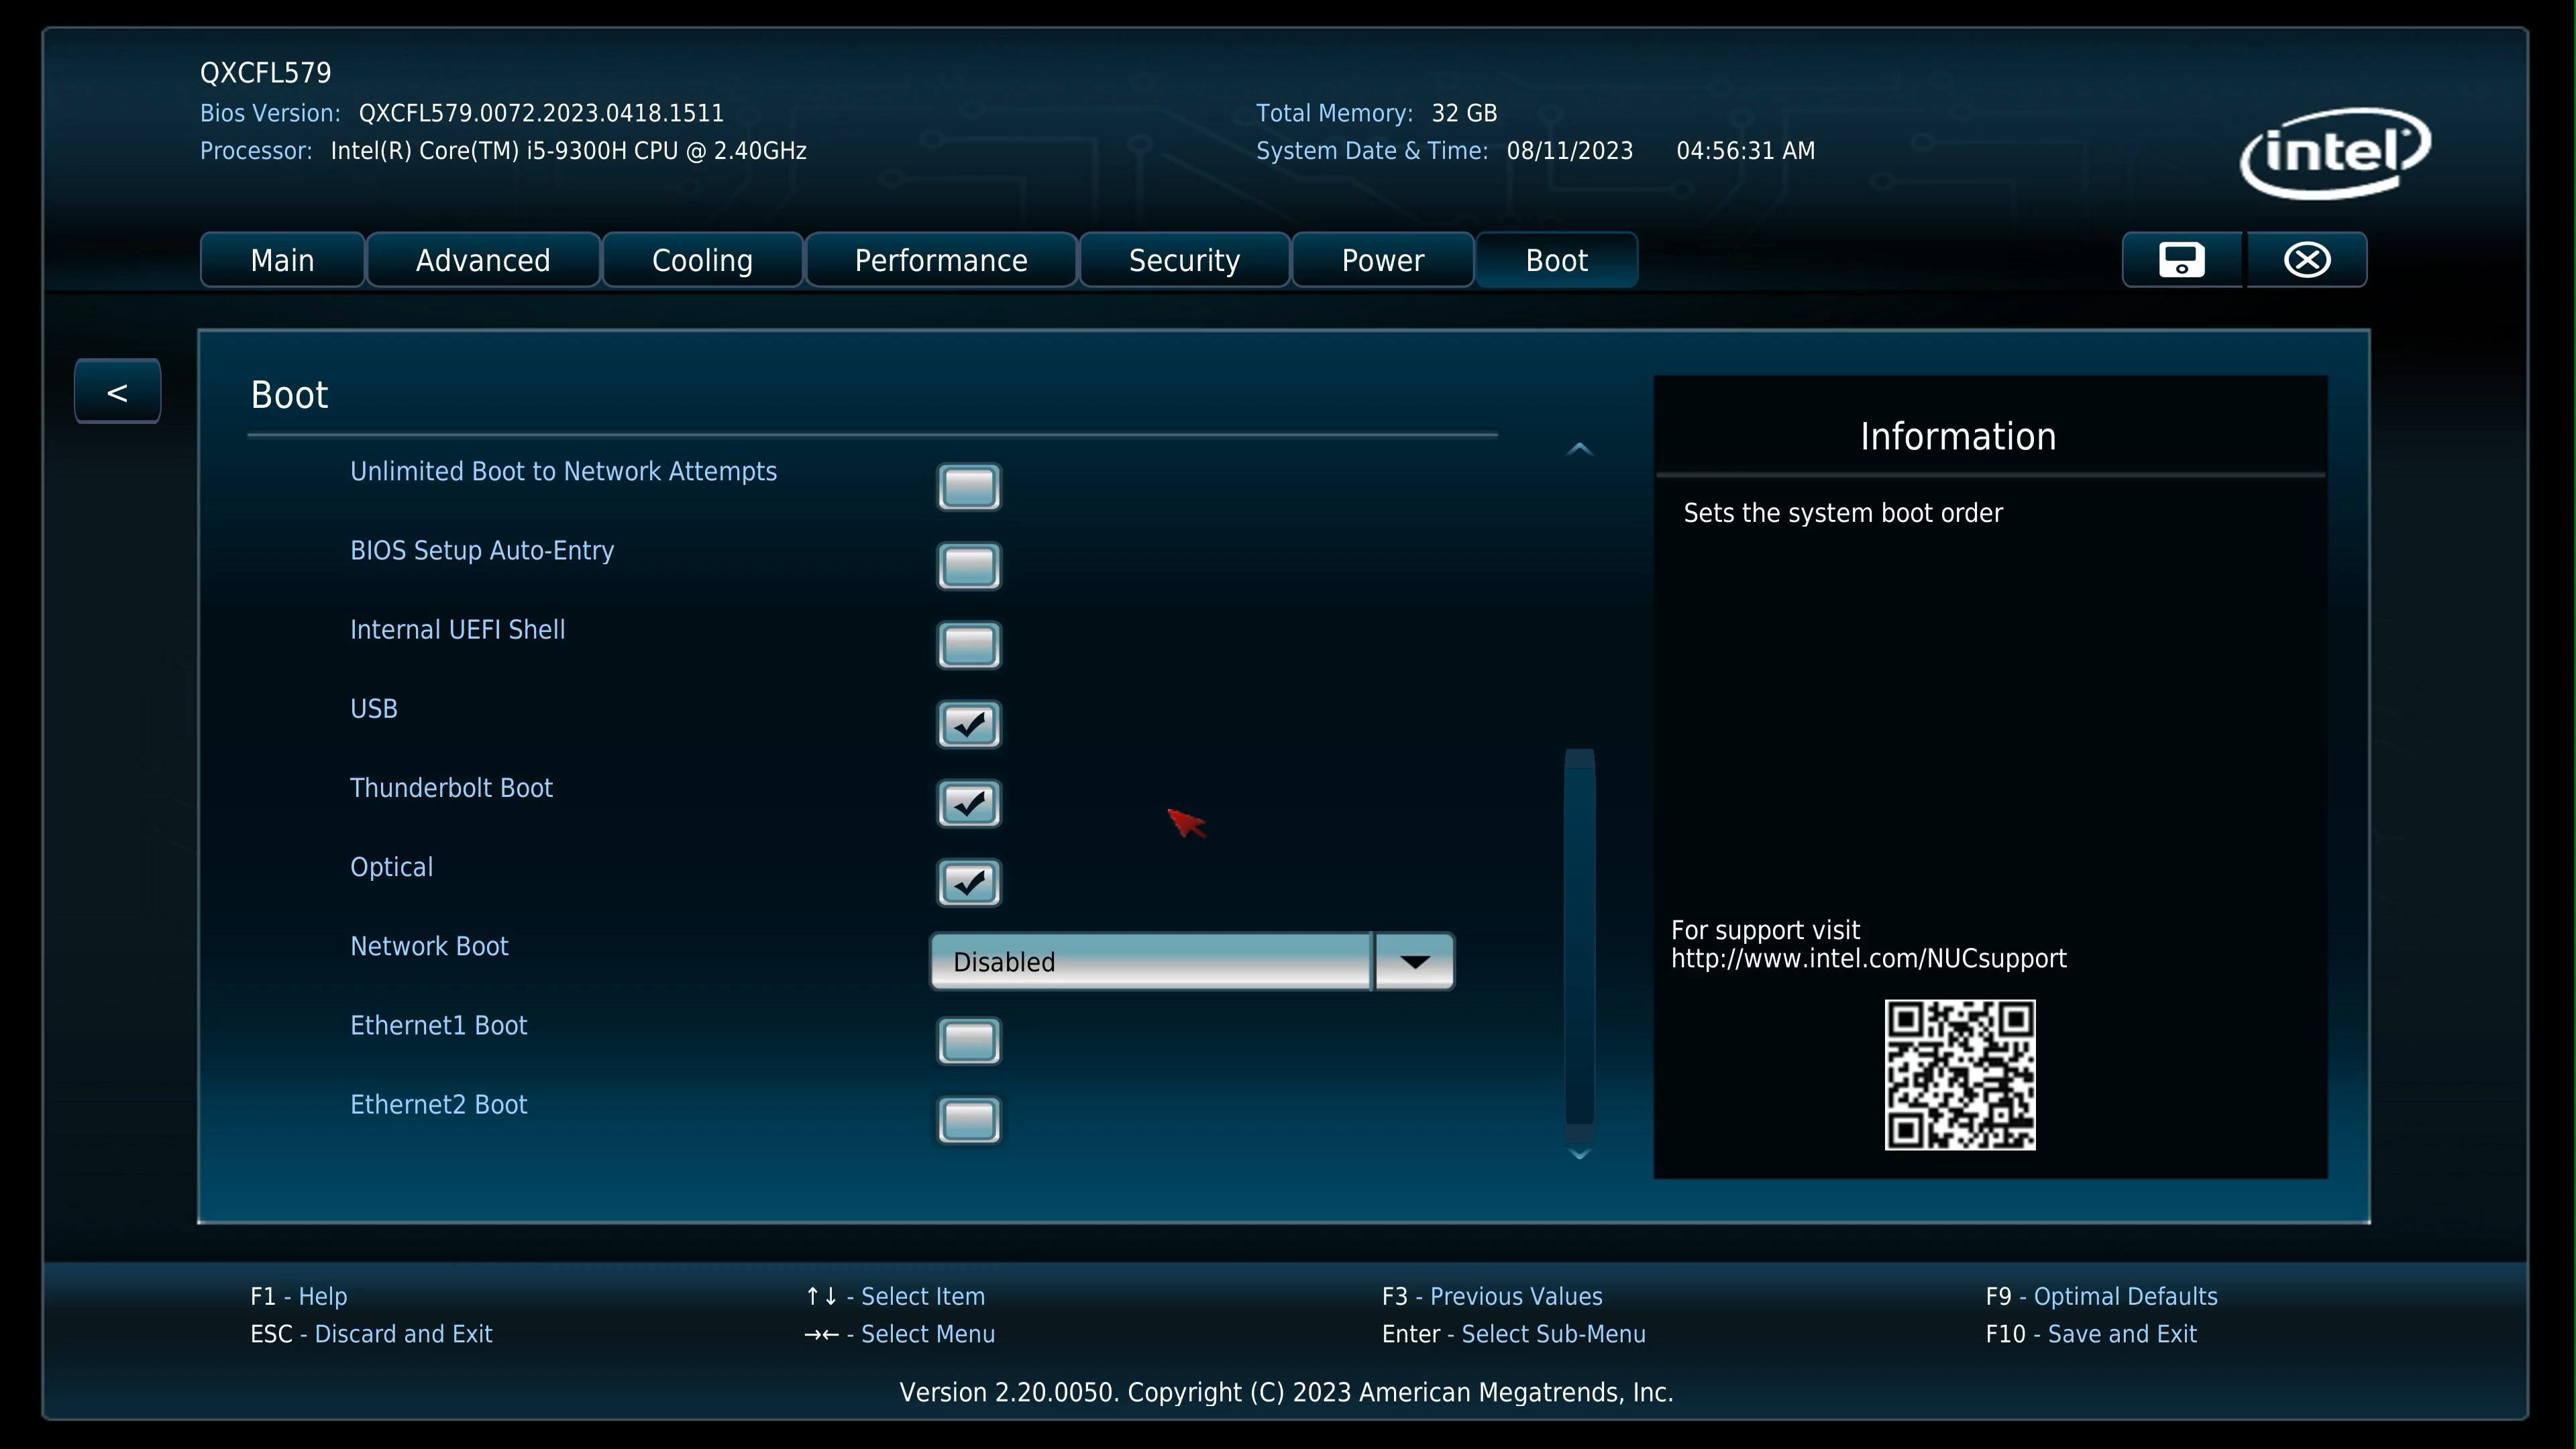 QXCFL579
Bios Version: QXCFL579.0072.2023.0418.1511
Processor: Intel(R) Core(TM) i5-9300H CPU @ 2.40GHz
Total Memory: 32 GB
System Date & Time: 08/11/2023 04:56:31 AM
intel
Main Advanced Cooling Performance Security Power Boot
<
Boot
Unlimited Boot to Network Attempts
BIOS Setup Auto-Entry
Internal UEFI Shell
USB
Thunderbolt Boot
Optical
Network Boot Disabled
Ethernet1 Boot
Ethernet2 Boot
Information
Sets the system boot order
For support visit
http://www.intel.com/NUCsupport
F1 - Help ↑↓ - Select Item F3 - Previous Values F9 - Optimal Defaults
ESC - Discard and Exit →← - Select Menu Enter - Select Sub-Menu F10 - Save and Exit
Version 2.20.0050. Copyright (C) 2023 American Megatrends, Inc.